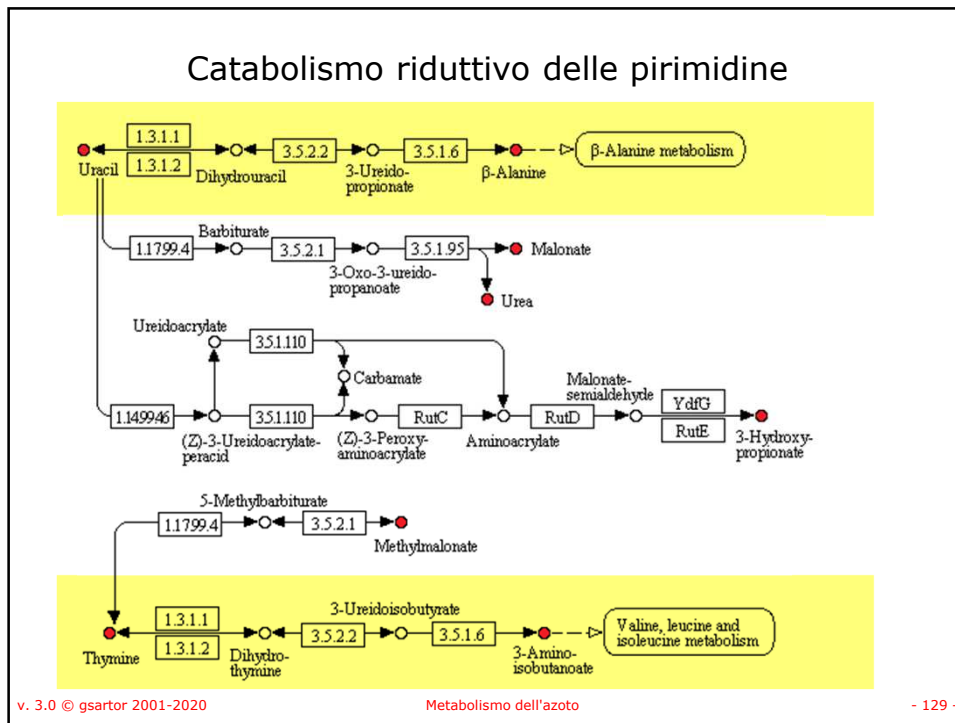 Catabolismo riduttivo delle pirimidine
1.3.1.1
1.3.1.2
3.5.2.2
3.5.1.6
β-Alanine metabolism
Uracil
Dihydrouracil
3-Ureido-
propionate
β-Alanine
Barbiturate
1.1.799.4
3.5.2.1
3.5.1.95
Malonate
3-Oxo-3-ureido-
propanoate
Urea
Ureidoacrylate
3.5.1.110
Carbamate
Malonate-
semialdehyde
1.14.99.46
3.5.1.110
RutC
RutD
YdfG
RutE
(Z)-3-Ureidoacrylate-
peracid
(Z)-3-Peroxy-
aminoacrylate
Aminoacrylate
3-Hydroxy-
propionate
5-Methylbarbiturate
1.1.799.4
3.5.2.1
Methylmalonate
3-Ureidoisobutyrate
1.3.1.1
1.3.1.2
3.5.2.2
3.5.1.6
Valine, leucine and
isoleucine metabolism
Thymine
Dihydro-
thymine
3-Amino-
isobutanoate
v. 3.0 © gsartor 2001-2020
Metabolismo dell'azoto
- 129 -